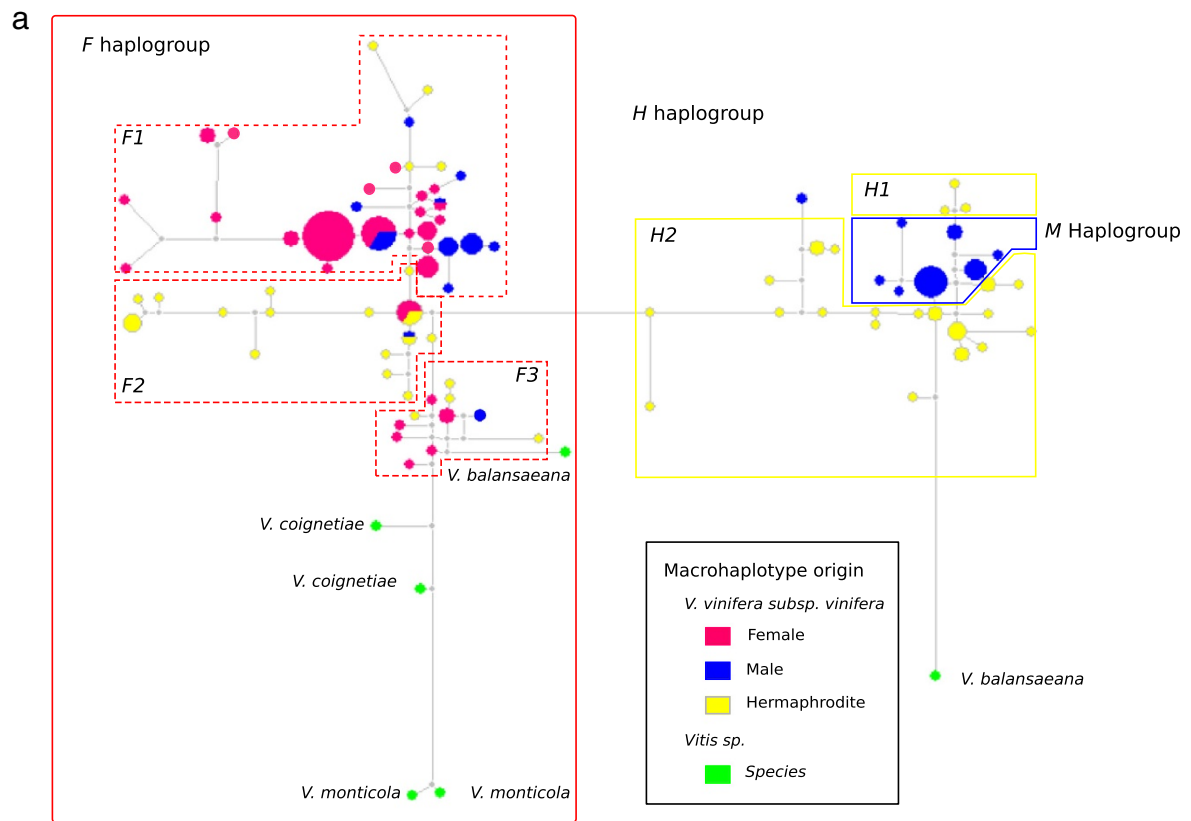 a
F haplogroup
H haplogroup
F1
H1
H2
M Haplogroup
F2
F3
V. balansaeana
V. coignetiae
V. coignetiae
Macrohaplotype origin
V. vinifera subsp. vinifera
Female
Male
Hermaphrodite
Vitis sp.
Species
V. balansaeana
V. monticola
V. monticola